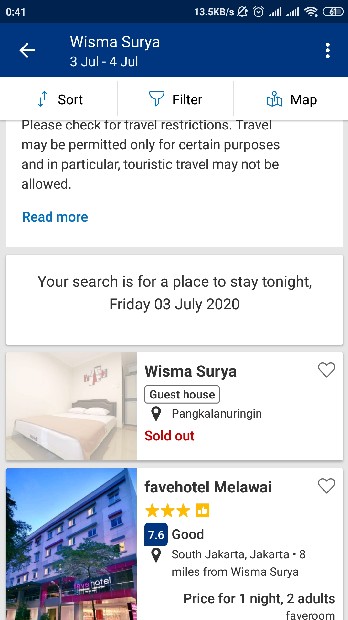 0:41
13.5KB/s
61
Wisma Surya
3 Jul - 4 Jul
Sort
Filter
Map
Please check for travel restrictions. Travel
may be permitted only for certain purposes
and in particular, touristic travel may not be
allowed.
Read more
Your search is for a place to stay tonight,
Friday 03 July 2020
Wisma Surya
Guest house
Pangkalanuringin
Sold out
favehotel Melawai
7.6
Good
South Jakarta, Jakarta • 8
miles from Wisma Surya
favehotel
Price for 1 night, 2 adults
faveroom